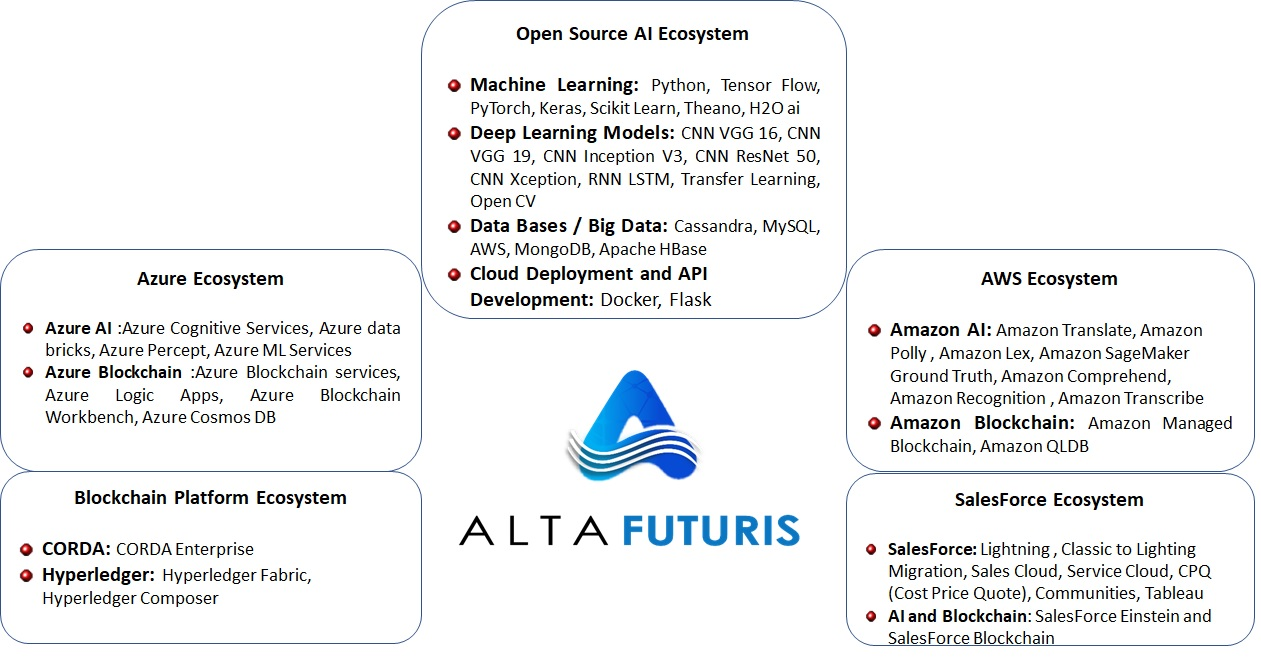 Open Source AI Ecosystem
Machine Learning: Python, Tensor Flow,
PyTorch, Keras, Scikit Learn, Theano, H2O ai
Deep Learning Models: CNN VGG 16, CNN
VGG 19, CNN Inception V3, CNN ResNet 50,
CNN Xception, RNN LSTM, Transfer Learning,
Open CV
Data Bases / Big Data: Cassandra, MySQL,
AWS, MongoDB, Apache HBase
Cloud Deployment and API
Development: Docker, Flask
Azure Ecosystem
Azure AI :Azure Cognitive Services, Azure data
bricks, Azure Percept, Azure ML Services
Azure Blockchain :Azure Blockchain services,
Azure Logic Apps, Azure Blockchain
Workbench, Azure Cosmos DB
AWS Ecosystem
Amazon AI: Amazon Translate, Amazon
Polly , Amazon Lex, Amazon SageMaker
Ground Truth, Amazon Comprehend,
Amazon Recognition , Amazon Transcribe
Amazon Blockchain: Amazon Managed
Blockchain, Amazon QLDB
Blockchain Platform Ecosystem
CORDA: CORDA Enterprise
Hyperledger: Hyperledger Fabric,
Hyperledger Composer
ALTA FUTURIS
SalesForce Ecosystem
SalesForce: Lightning , Classic to Lighting
Migration, Sales Cloud, Service Cloud, CPQ
(Cost Price Quote), Communities, Tableau
AI and Blockchain: SalesForce Einstein and
SalesForce Blockchain